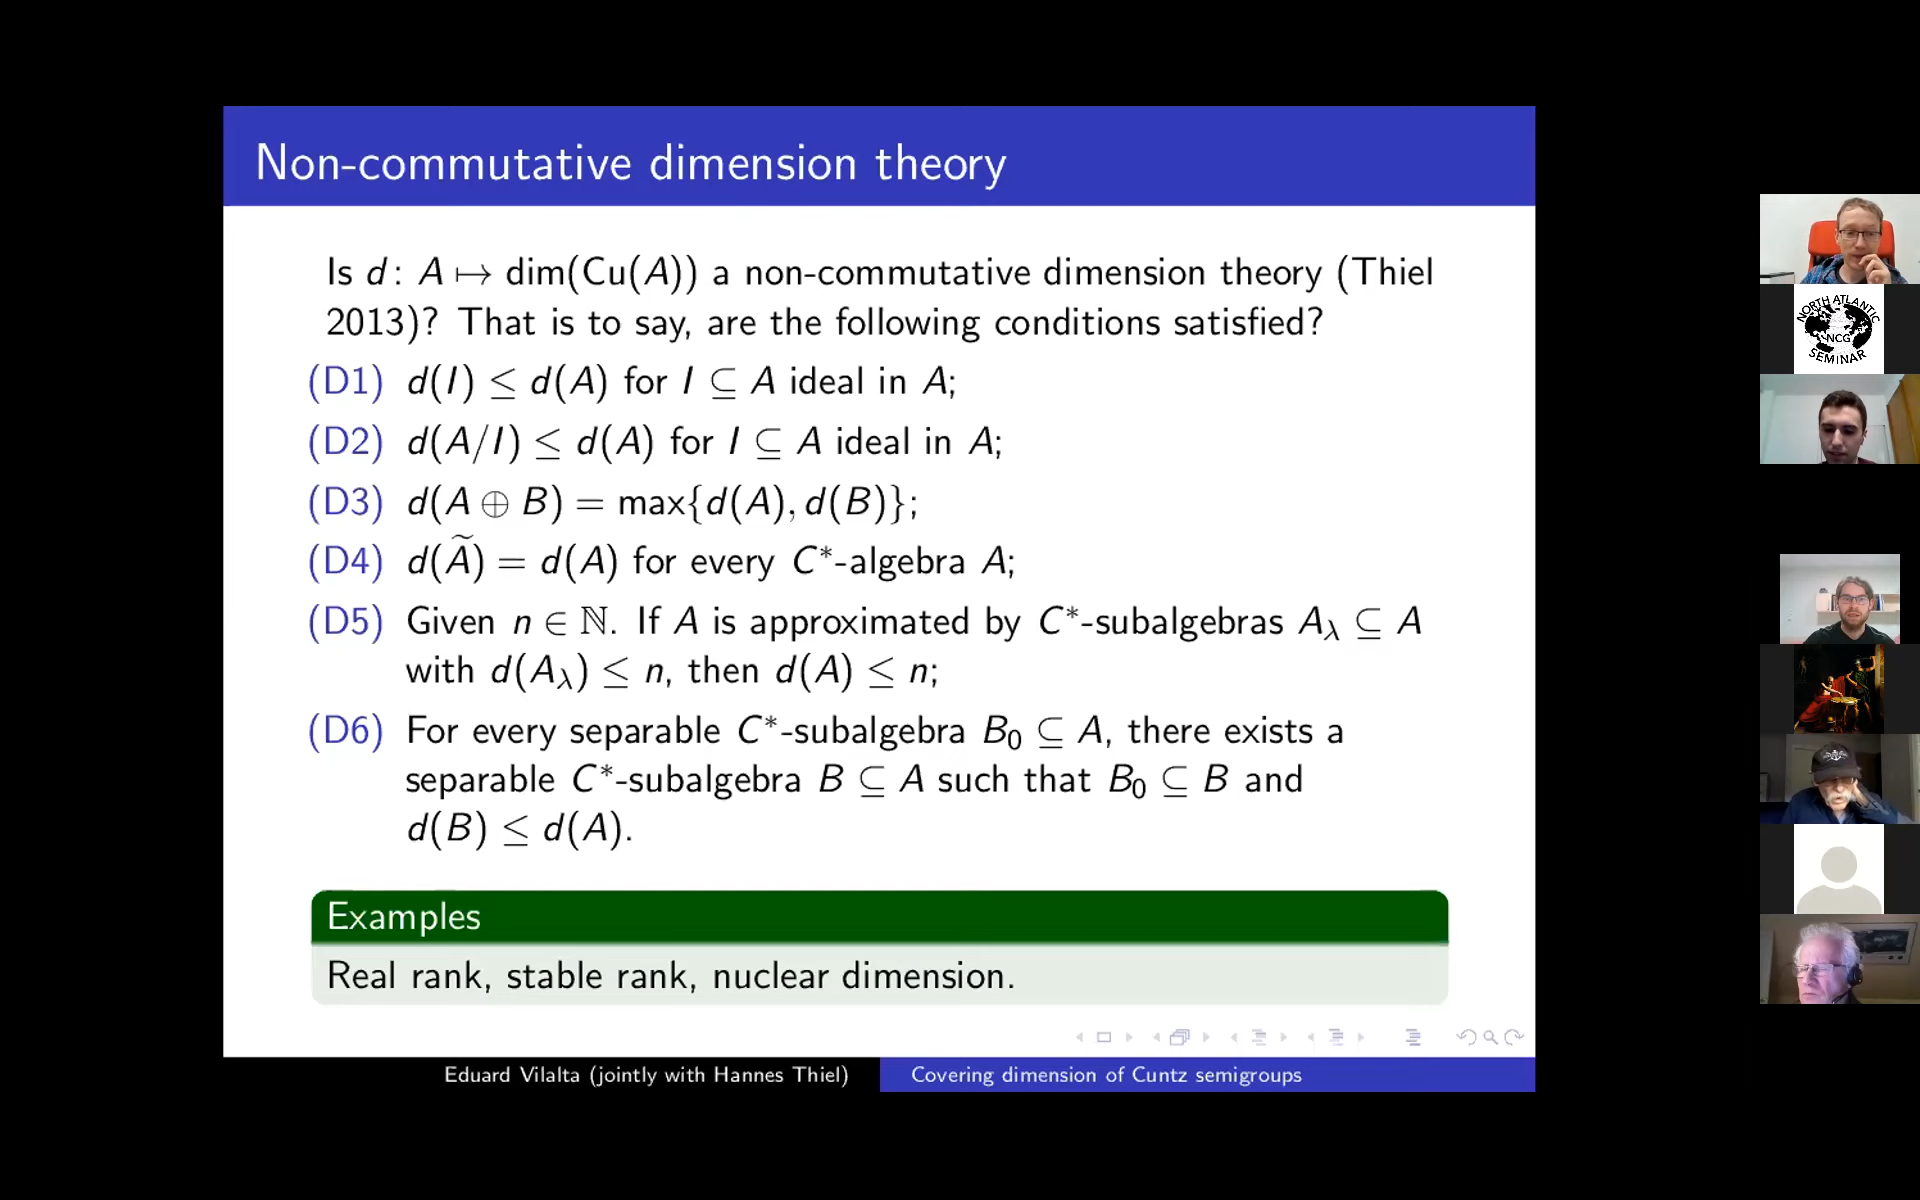 Non-commutative dimension theory
Is d: A ↦ dim(Cu(A)) a non-commutative dimension theory (Thiel
2013)? That is to say, are the following conditions satisfied?
(D1) d(I) ≤ d(A) for I ⊆ A ideal in A;
(D2) d(A/I) ≤ d(A) for I ⊆ A ideal in A;
(D3) d(A ⊕ B) = max{d(A), d(B)};
(D4) d(Ã) = d(A) for every C*-algebra A;
(D5) Given n ∈ ℕ. If A is approximated by C*-subalgebras A_λ ⊆ A
with d(A_λ) ≤ n, then d(A) ≤ n;
(D6) For every separable C*-subalgebra B₀ ⊆ A, there exists a
separable C*-subalgebra B ⊆ A such that B₀ ⊆ B and
d(B) ≤ d(A).
Examples
Real rank, stable rank, nuclear dimension.
Eduard Vilalta (jointly with Hannes Thiel)
Covering dimension of Cuntz semigroups
NORTH ATLANTIC
NCG
SEMINAR